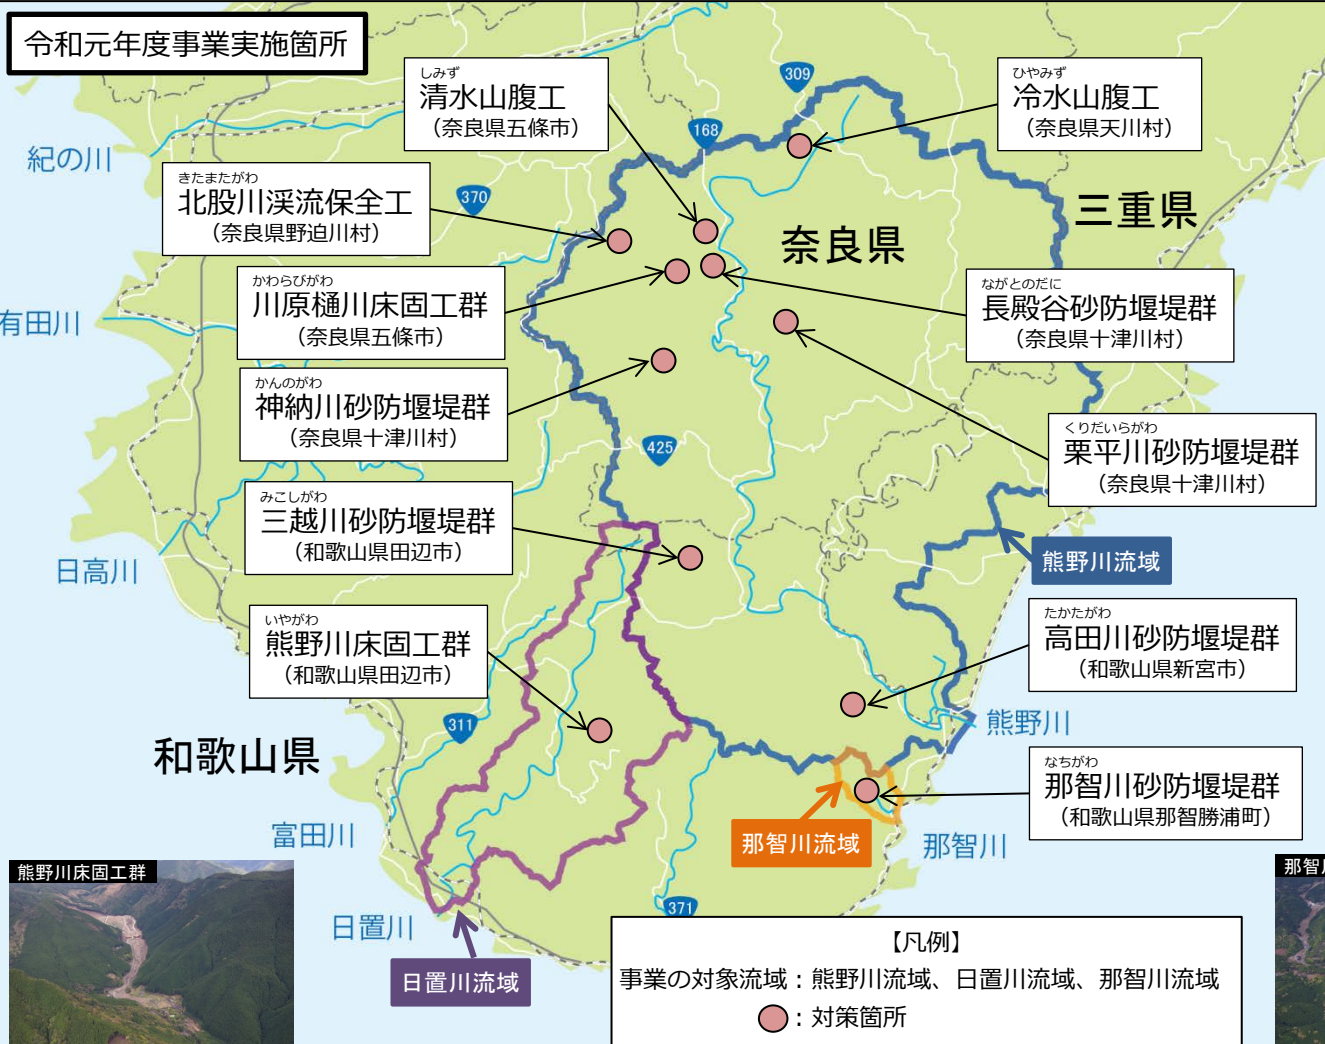 令和元年度事業実施箇所
しみず
清水山腹工
（奈良県五條市）
ひやみず
冷水山腹工
（奈良県天川村）
309
168
紀の川
きたまたがわ
北股川渓流保全工
（奈良県野迫川村）
370
三重県
奈良県
かわらびがわ
川原樋川床固工群
（奈良県五條市）
ながとのだに
長殿谷砂防堰堤群
（奈良県十津川村）
有田川
かんのがわ
神納川砂防堰堤群
（奈良県十津川村）
425
くりだいらがわ
栗平川砂防堰堤群
（奈良県十津川村）
みこしがわ
三越川砂防堰堤群
（和歌山県田辺市）
熊野川流域
日高川
いやがわ
熊野川床固工群
（和歌山県田辺市）
たかたがわ
高田川砂防堰堤群
（和歌山県新宮市）
311
熊野川
和歌山県
なちがわ
那智川砂防堰堤群
（和歌山県那智勝浦町）
富田川
那智川流域
那智川
熊野川床固工群
那智川
371
日置川
日置川流域
【凡例】
事業の対象流域：熊野川流域、日置川流域、那智川流域
：対策箇所